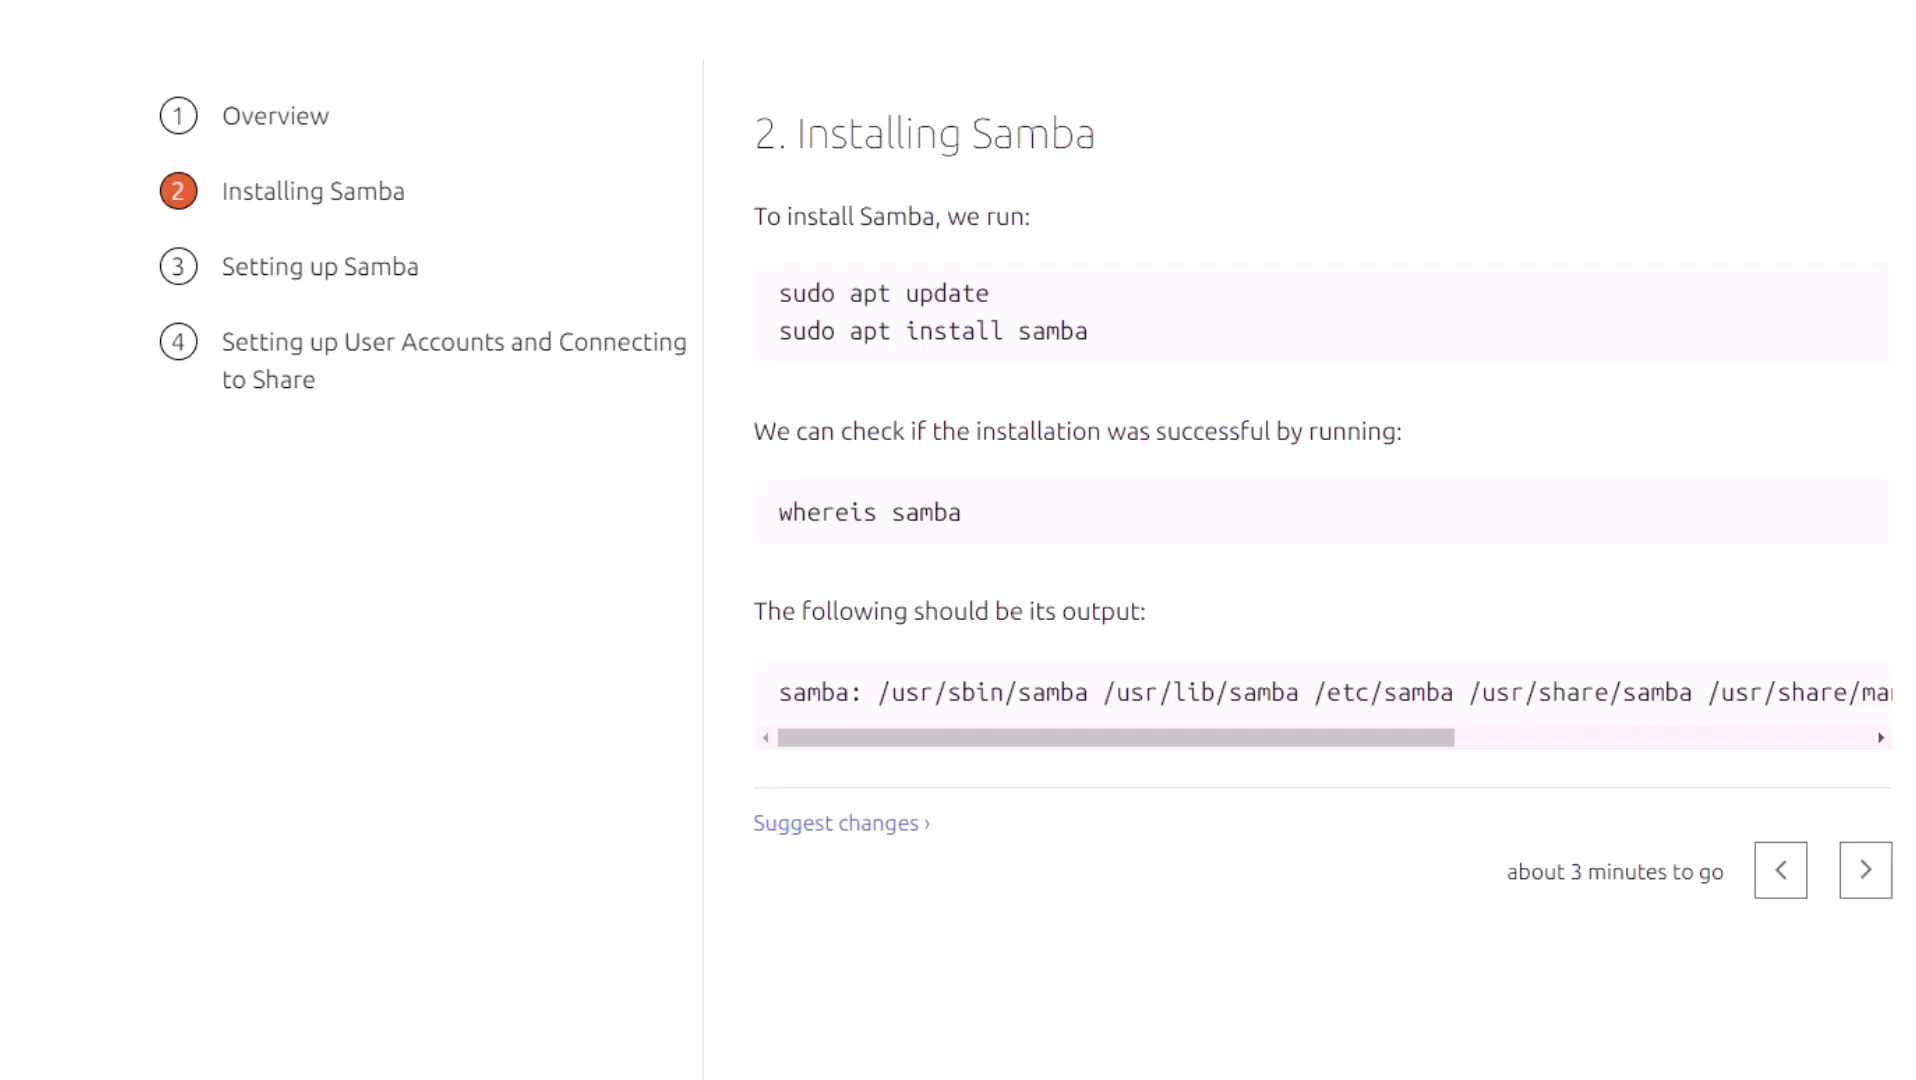 1 Overview
2 Installing Samba
3 Setting up Samba
4 Setting up User Accounts and Connecting
to Share
2. Installing Samba
To install Samba, we run:
sudo apt update
sudo apt install samba
We can check if the installation was successful by running:
whereis samba
The following should be its output:
samba: /usr/sbin/samba /usr/lib/samba /etc/samba /usr/share/samba /usr/share/ma
Suggest changes ›
about 3 minutes to go